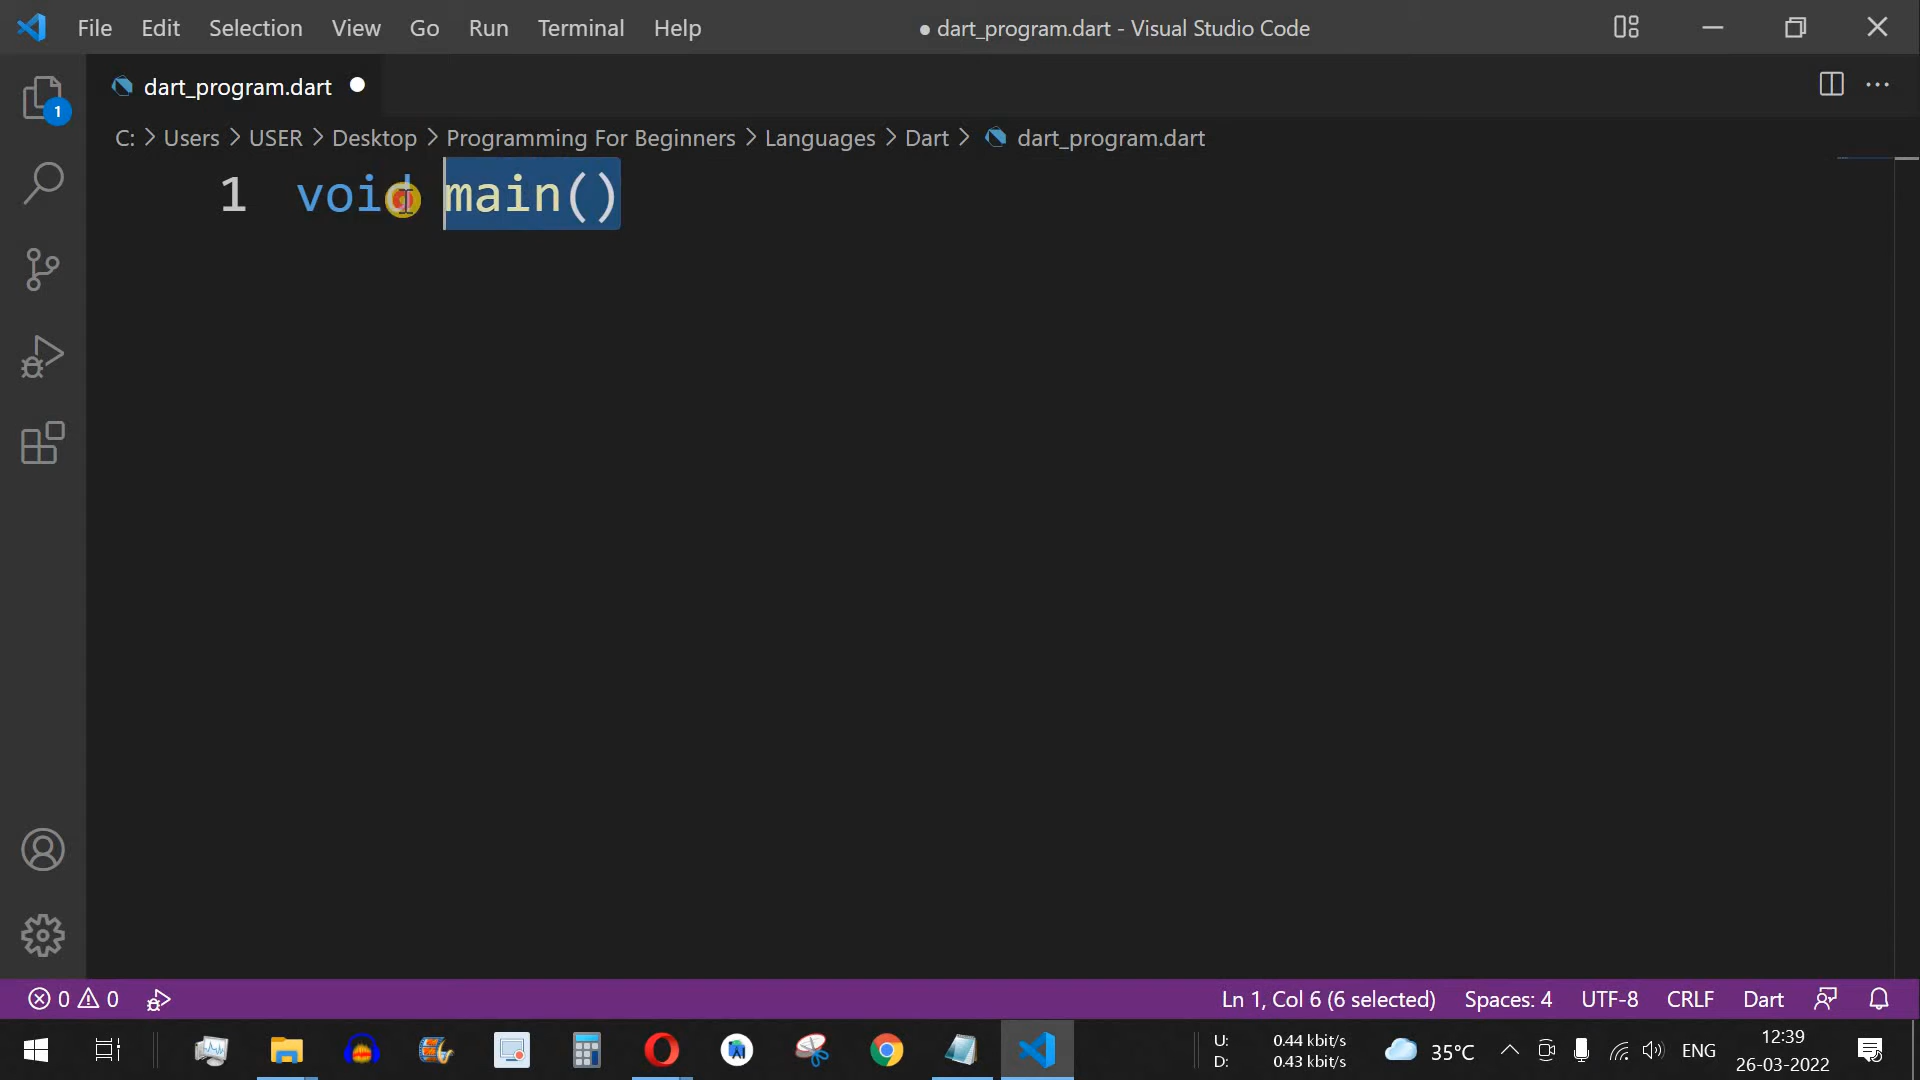 File Edit Selection View Go Run Terminal Help ● dart_program.dart - Visual Studio Code
dart_program.dart
1
C: > Users > USER > Desktop > Programming For Beginners > Languages > Dart > dart_program.dart
1 void main()
0 0 Ln 1, Col 6 (6 selected) Spaces: 4 UTF-8 CRLF Dart
U: 0.44 kbit/s
D: 0.43 kbit/s
35°C
ENG
12:39
26-03-2022